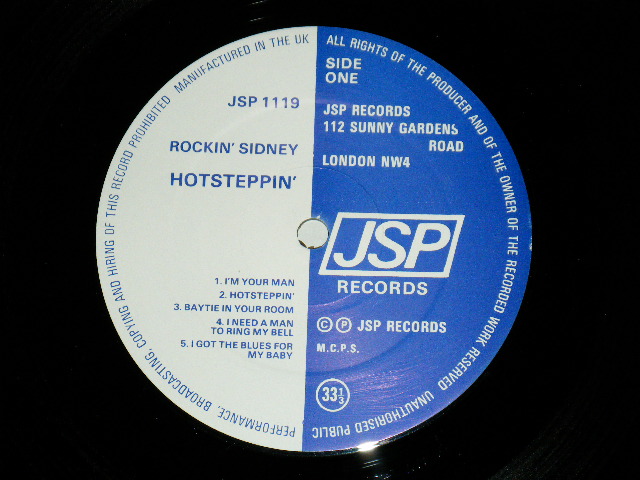 ALL RIGHTS OF THE PRODUCER AND OF THE OWNER OF THE RECORDED WORK RESERVED UNAUTHORISED PUBLIC PERFORMANCE, BROADCASTING, COPYING AND HIRING OF THIS RECORD PROHIBITED MANUFACTURED IN THE UK
JSP 1119
ROCKIN' SIDNEY
HOTSTEPPIN'
1. I'M YOUR MAN
2. HOTSTEPPIN'
3. BAYTIE IN YOUR ROOM
4. I NEED A MAN
TO RING MY BELL
5. I GOT THE BLUES FOR
MY BABY
SIDE
ONE
JSP RECORDS
112 SUNNY GARDENS
ROAD
LONDON NW4
JSP
RECORDS
© ℗ JSP RECORDS
M.C.P.S.
33⅓